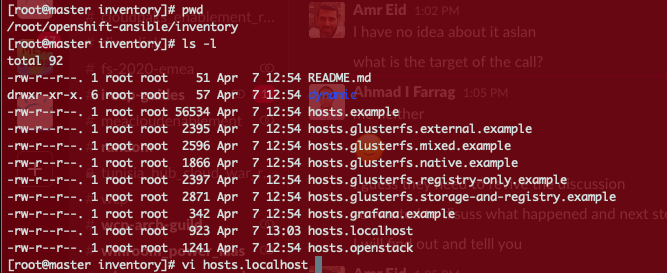 [root@master inventory]# pwd
/root/openshift-ansible/inventory
[root@master inventory]# ls -l
total 92
-rw-r--r--. 1 root root    51 Apr  7 12:54 README.md
drwxr-xr-x. 6 root root    57 Apr  7 12:54 dynamic
-rw-r--r--. 1 root root 56534 Apr  7 12:54 hosts.example
-rw-r--r--. 1 root root  2395 Apr  7 12:54 hosts.glusterfs.external.example
-rw-r--r--. 1 root root  2596 Apr  7 12:54 hosts.glusterfs.mixed.example
-rw-r--r--. 1 root root  1866 Apr  7 12:54 hosts.glusterfs.native.example
-rw-r--r--. 1 root root  2397 Apr  7 12:54 hosts.glusterfs.registry-only.example
-rw-r--r--. 1 root root  2871 Apr  7 12:54 hosts.glusterfs.storage-and-registry.example
-rw-r--r--. 1 root root   342 Apr  7 12:54 hosts.grafana.example
-rw-r--r--. 1 root root   923 Apr  7 13:03 hosts.localhost
-rw-r--r--. 1 root root  1241 Apr  7 12:54 hosts.openstack
[root@master inventory]# vi hosts.localhost
Amr Eid 1:02 PM
I have no idea about it aslan
what is the target of the call?
Ahmad I Farrag 1:05 PM
discussion
what happened and next
find out and telll you
# fs-2020-emea